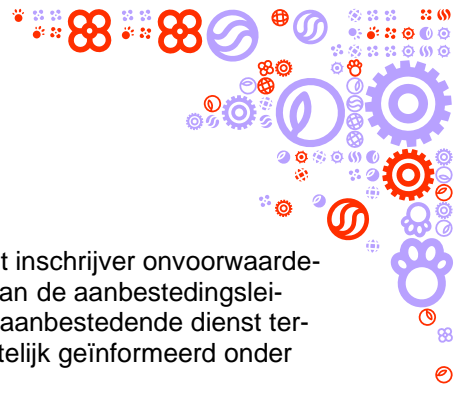 t inschrijver onvoorwaarde-
an de aanbestedingslei-
aanbestedende dienst ter-
telijk geïnformeerd onder